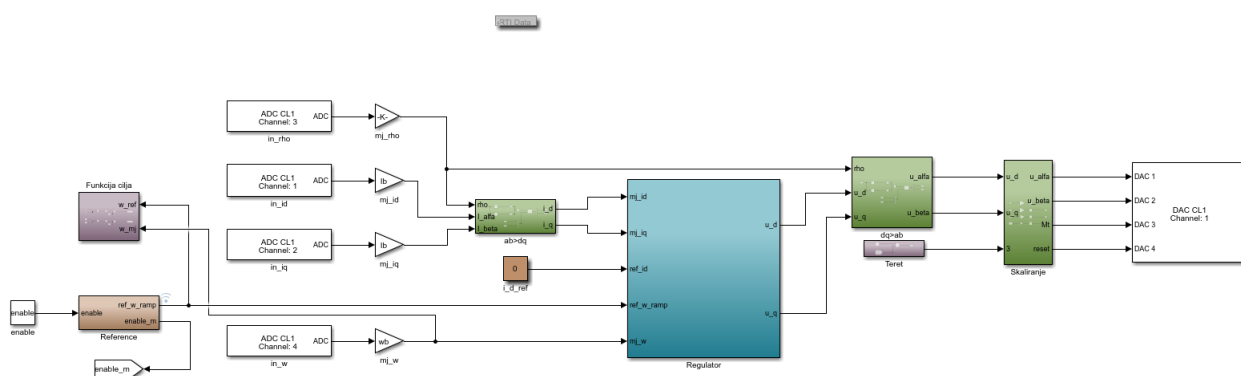 RTI Data
ADC CL1
Channel: 3
ADC
in_rho
-K-
mj_rho
ADC CL1
Channel: 1
ADC
in_id
Ib
mj_id
ADC CL1
Channel: 2
ADC
in_iq
Ib
mj_iq
ADC CL1
Channel: 4
ADC
in_w
wb
mj_w
Funkcija cilja
w_ref
w_mj
enable
enable
enable
ref_w_ramp
enable_m
Reference
enable_m
rho
I_alfa
I_beta
i_d
i_q
ab>dq
0
i_d_ref
mj_id
mj_iq
ref_id
ref_w_ramp
mj_w
u_d
u_q
Regulator
rho
u_d
u_q
u_alfa
u_beta
dq>ab
Teret
u_d
u_q
3
u_alfa
u_beta
Mt
reset
Skaliranje
DAC 1
DAC 2
DAC 3
DAC 4
DAC CL1
Channel: 1